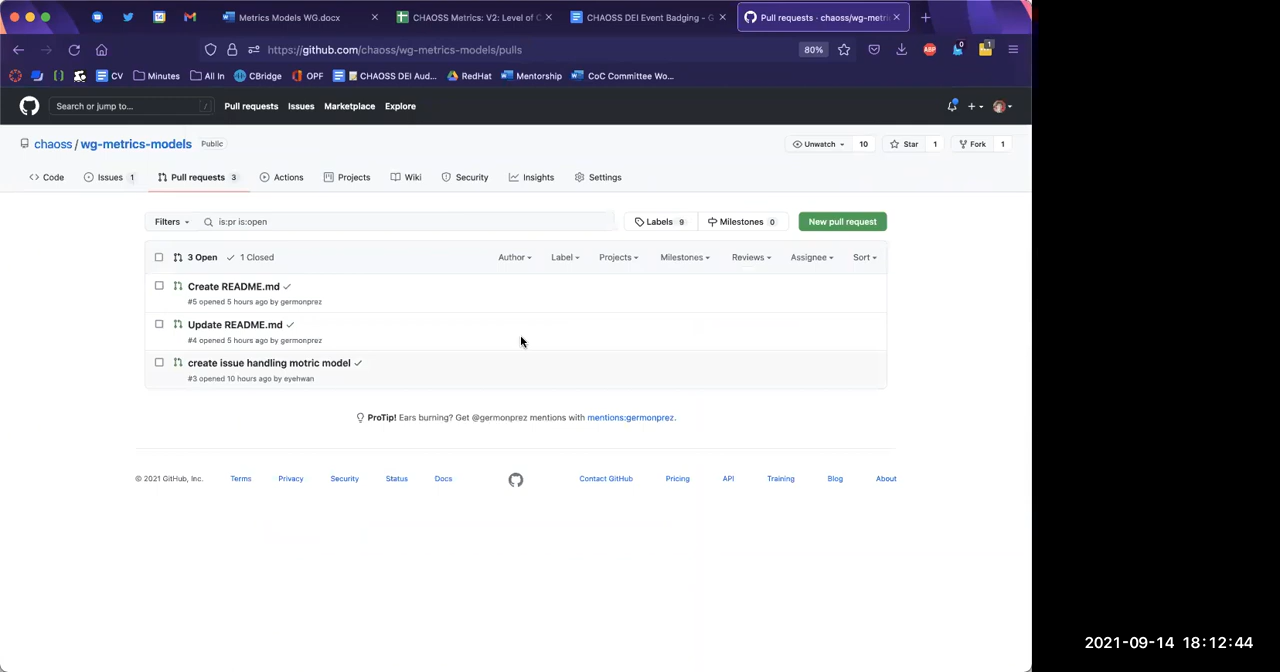 Metrics Models WG.docx
CHAOSS Metrics: V2: Level of C
CHAOSS DEI Event Badging - G
Pull requests · chaoss/wg-metri
https://github.com/chaoss/wg-metrics-models/pulls
80%
ABP
0
1
CV
Minutes
All In
CBridge
OPF
CHAOSS DEI Aud...
RedHat
Mentorship
CoC Committee Wo...
Search or jump to...
/
Pull requests
Issues
Marketplace
Explore
chaoss / wg-metrics-models
Public
Unwatch
10
Star
1
Fork
1
Code
Issues 1
Pull requests 3
Actions
Projects
Wiki
Security
Insights
Settings
Filters
is:pr is:open
Labels 9
Milestones 0
New pull request
3 Open
1 Closed
Author
Label
Projects
Milestones
Reviews
Assignee
Sort
Create README.md
#5 opened 5 hours ago by germonprez
Update README.md
#4 opened 5 hours ago by germonprez
create issue handling motric model
#3 opened 10 hours ago by eyehwan
ProTip! Ears burning? Get @germonprez mentions with mentions:germonprez.
© 2021 GitHub, Inc.
Terms
Privacy
Security
Status
Docs
Contact GitHub
Pricing
API
Training
Blog
About
2021-09-14 18:12:44